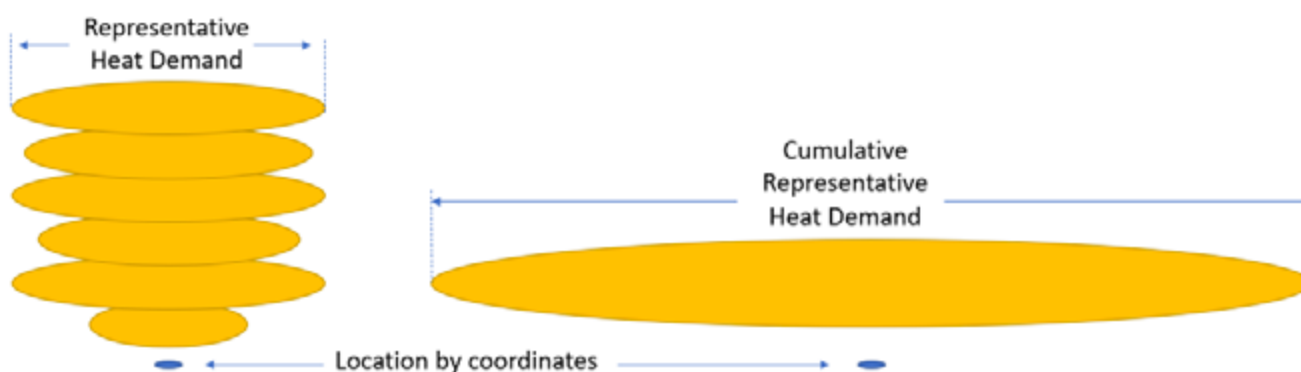 Representative
Heat Demand
Cumulative
Representative
Heat Demand
Location by coordinates